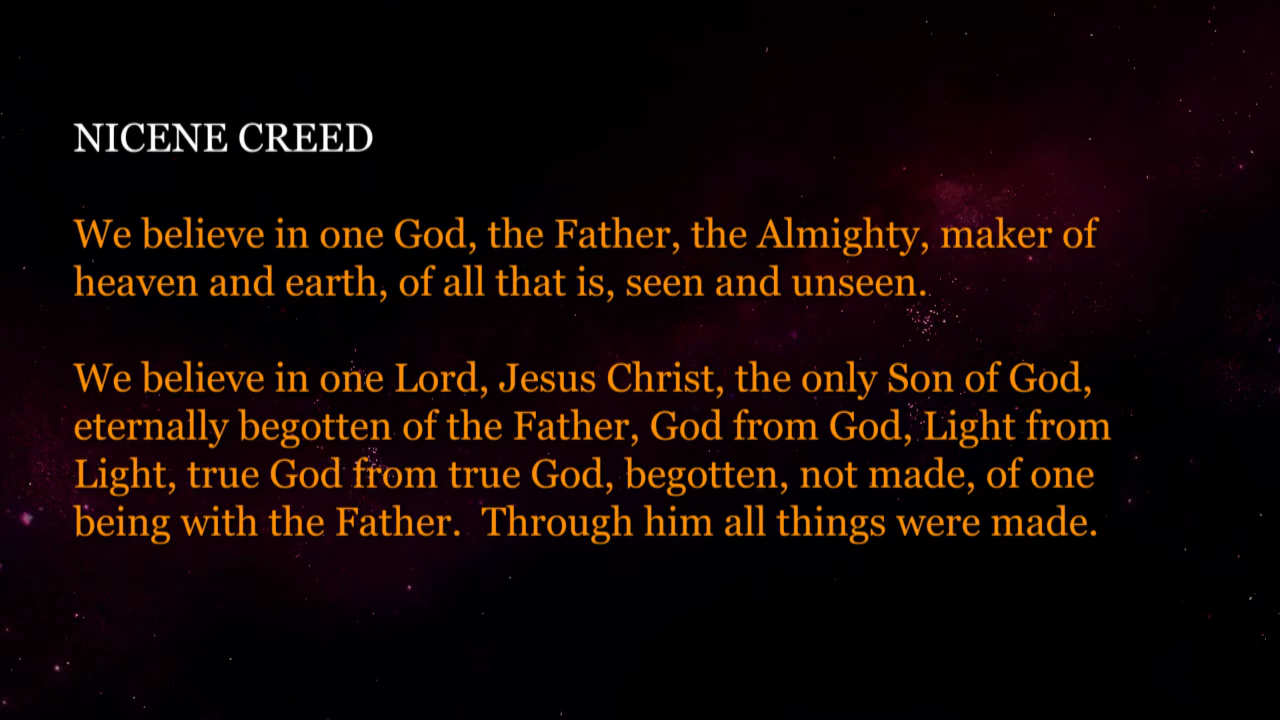 NICENE CREED
We believe in one God, the Father, the Almighty, maker of
heaven and earth, of all that is, seen and unseen.
We believe in one Lord, Jesus Christ, the only Son of God,
eternally begotten of the Father, God from God, Light from
Light, true God from true God, begotten, not made, of one
being with the Father.  Through him all things were made.